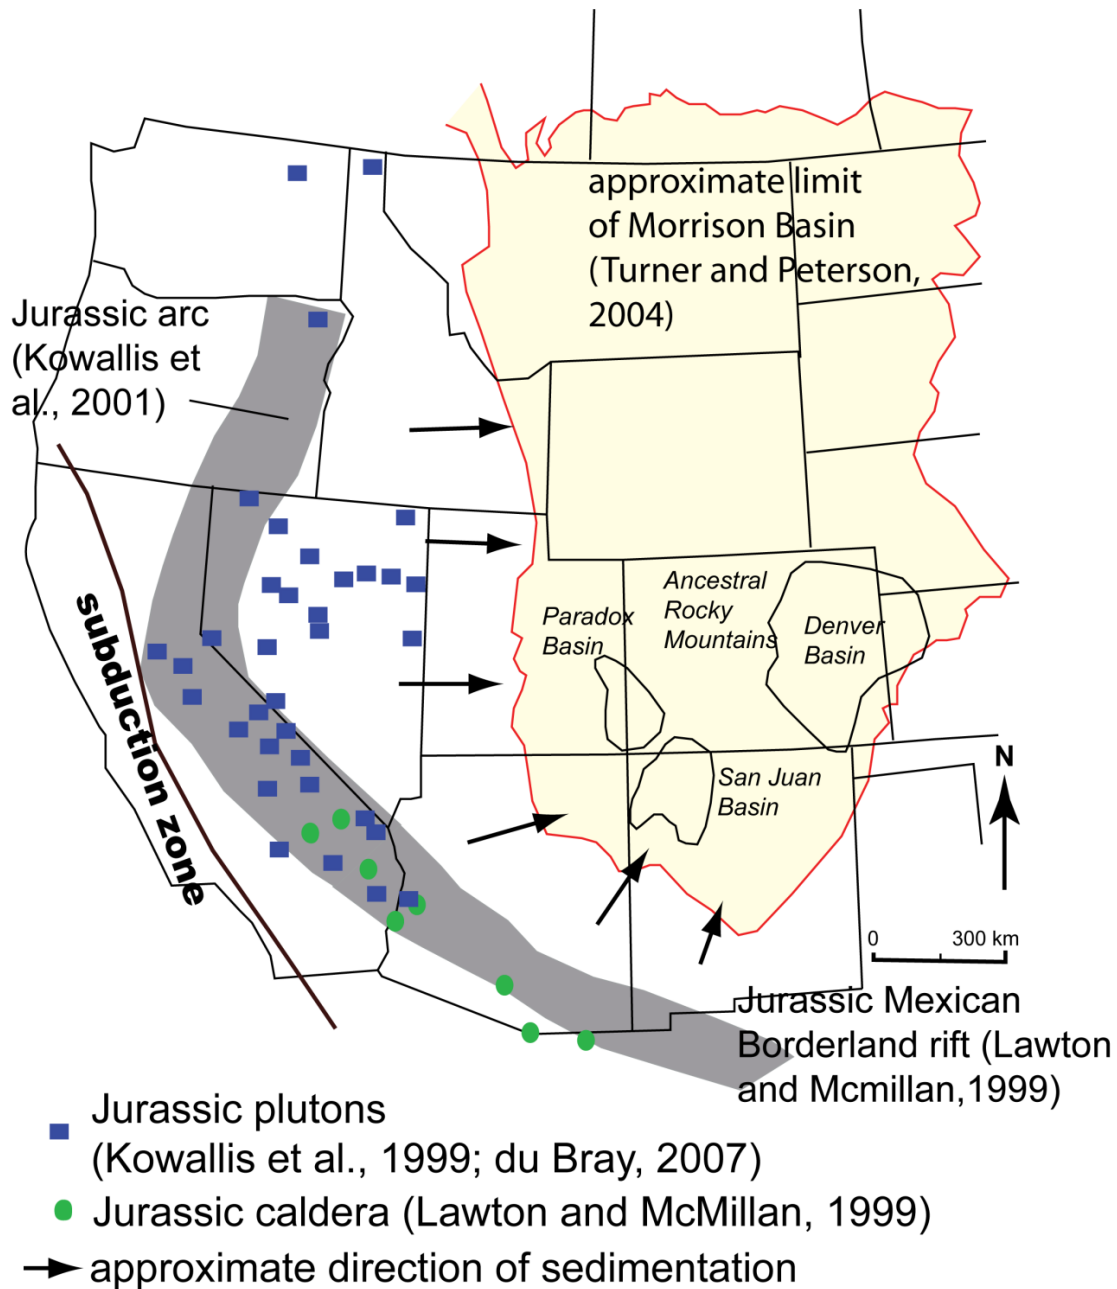 approximate limit
of Morrison Basin
(Turner and Peterson,
2004)
Jurassic arc
(Kowallis et
al., 2001)
subduction zone
Paradox
Basin
Ancestral
Rocky
Mountains
Denver
Basin
San Juan
Basin
N
0 300 km
Jurassic Mexican
Borderland rift (Lawton
and Mcmillan,1999)
Jurassic plutons
(Kowallis et al., 1999; du Bray, 2007)
Jurassic caldera (Lawton and McMillan, 1999)
approximate direction of sedimentation